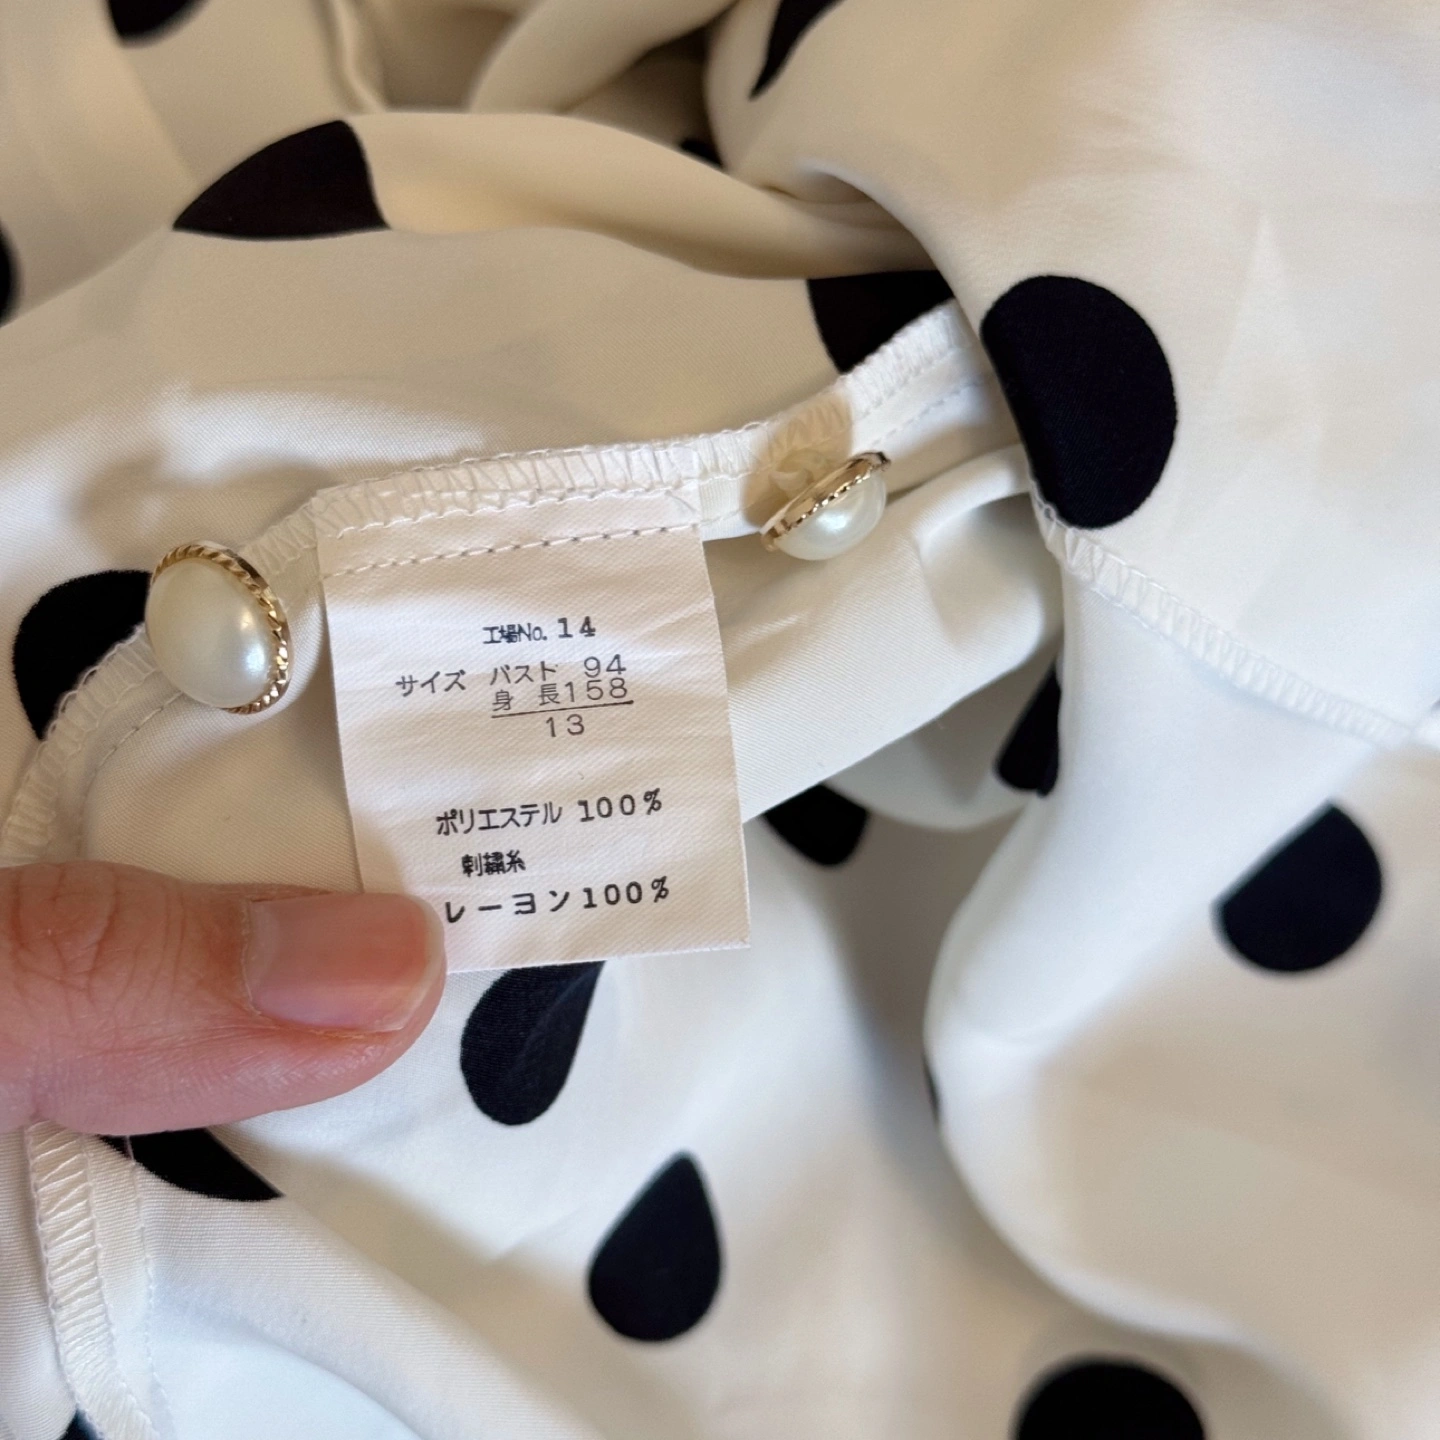 工場No. 14
サイズ バスト 94
身 長158
13
ポリエステル 100%
刺繍糸
レーヨン100%